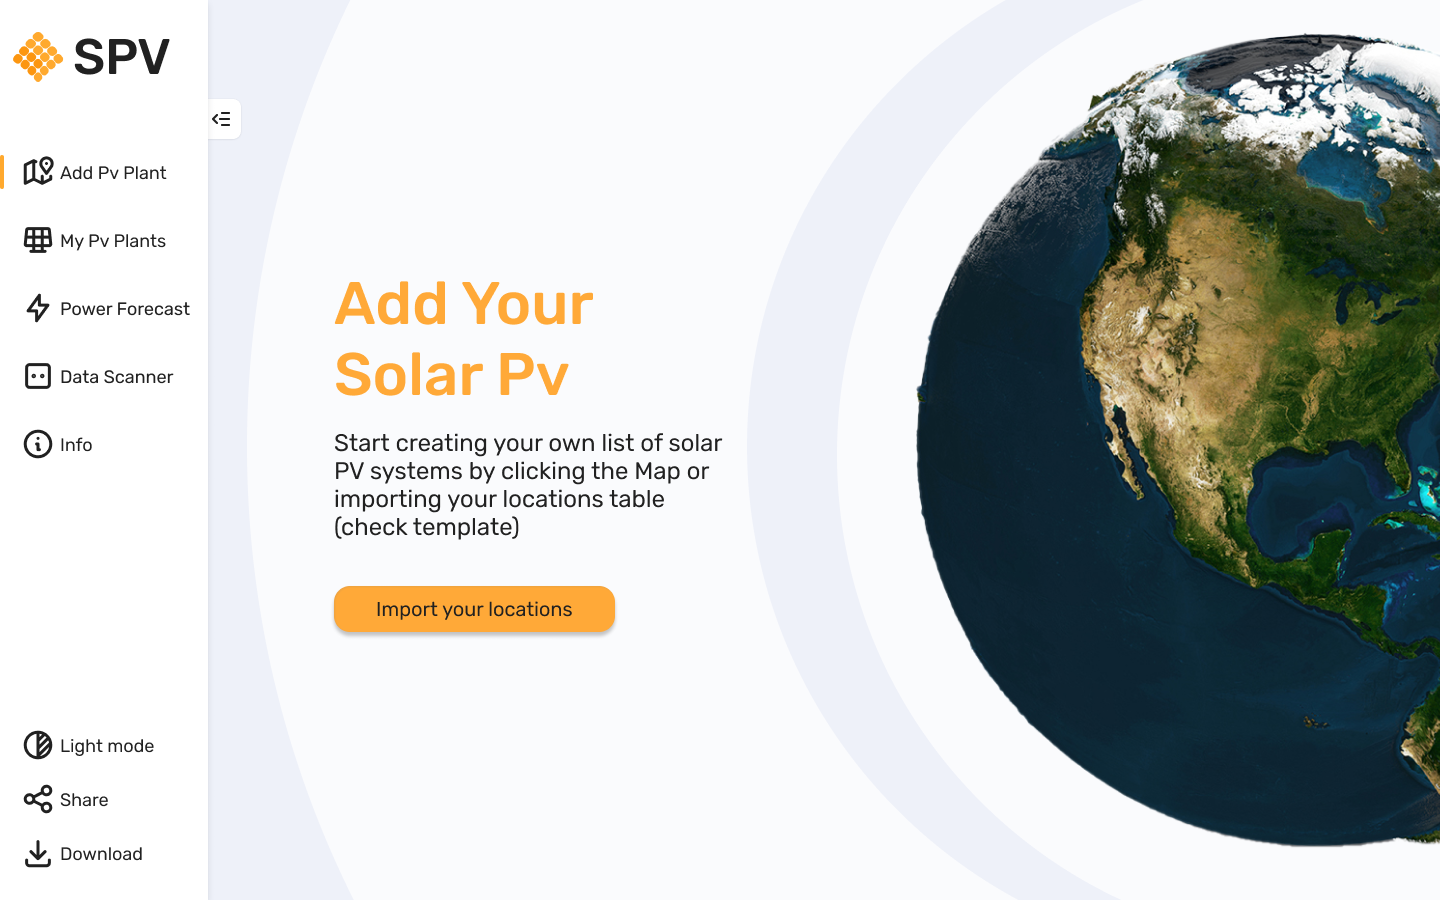 SPV
Add Pv Plant
My Pv Plants
Power Forecast
Data Scanner
Info
Light mode
Share
Download
Add Your
Solar Pv
Start creating your own list of solar
PV systems by clicking the Map or
importing your locations table
(check template)
Import your locations